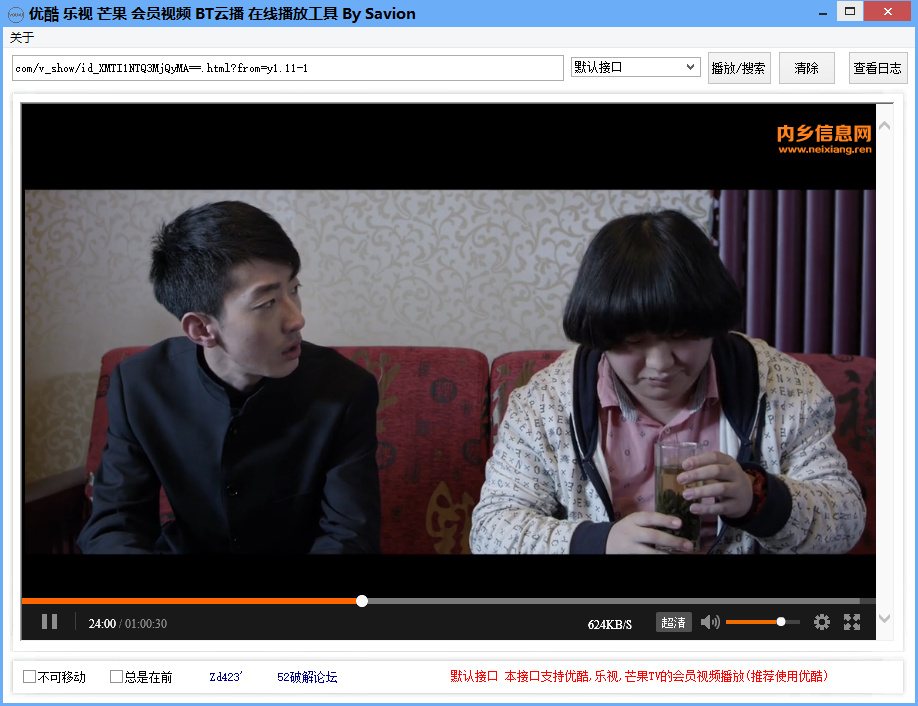 优酷 乐视 芒果 会员视频 BT云播 在线播放工具 By Savion
关于
com/v_show/id_XMTI1NTQ3MjQyMA==.html?from=y1.11-1
默认接口
播放/搜索
清除
查看日志
内乡信息网
www.neixiang.ren
24:00 / 01:00:30
624KB/S
超清
不可移动
总是在前
Zd423'
52破解论坛
默认接口 本接口支持优酷,乐视,芒果TV的会员视频播放(推荐使用优酷)